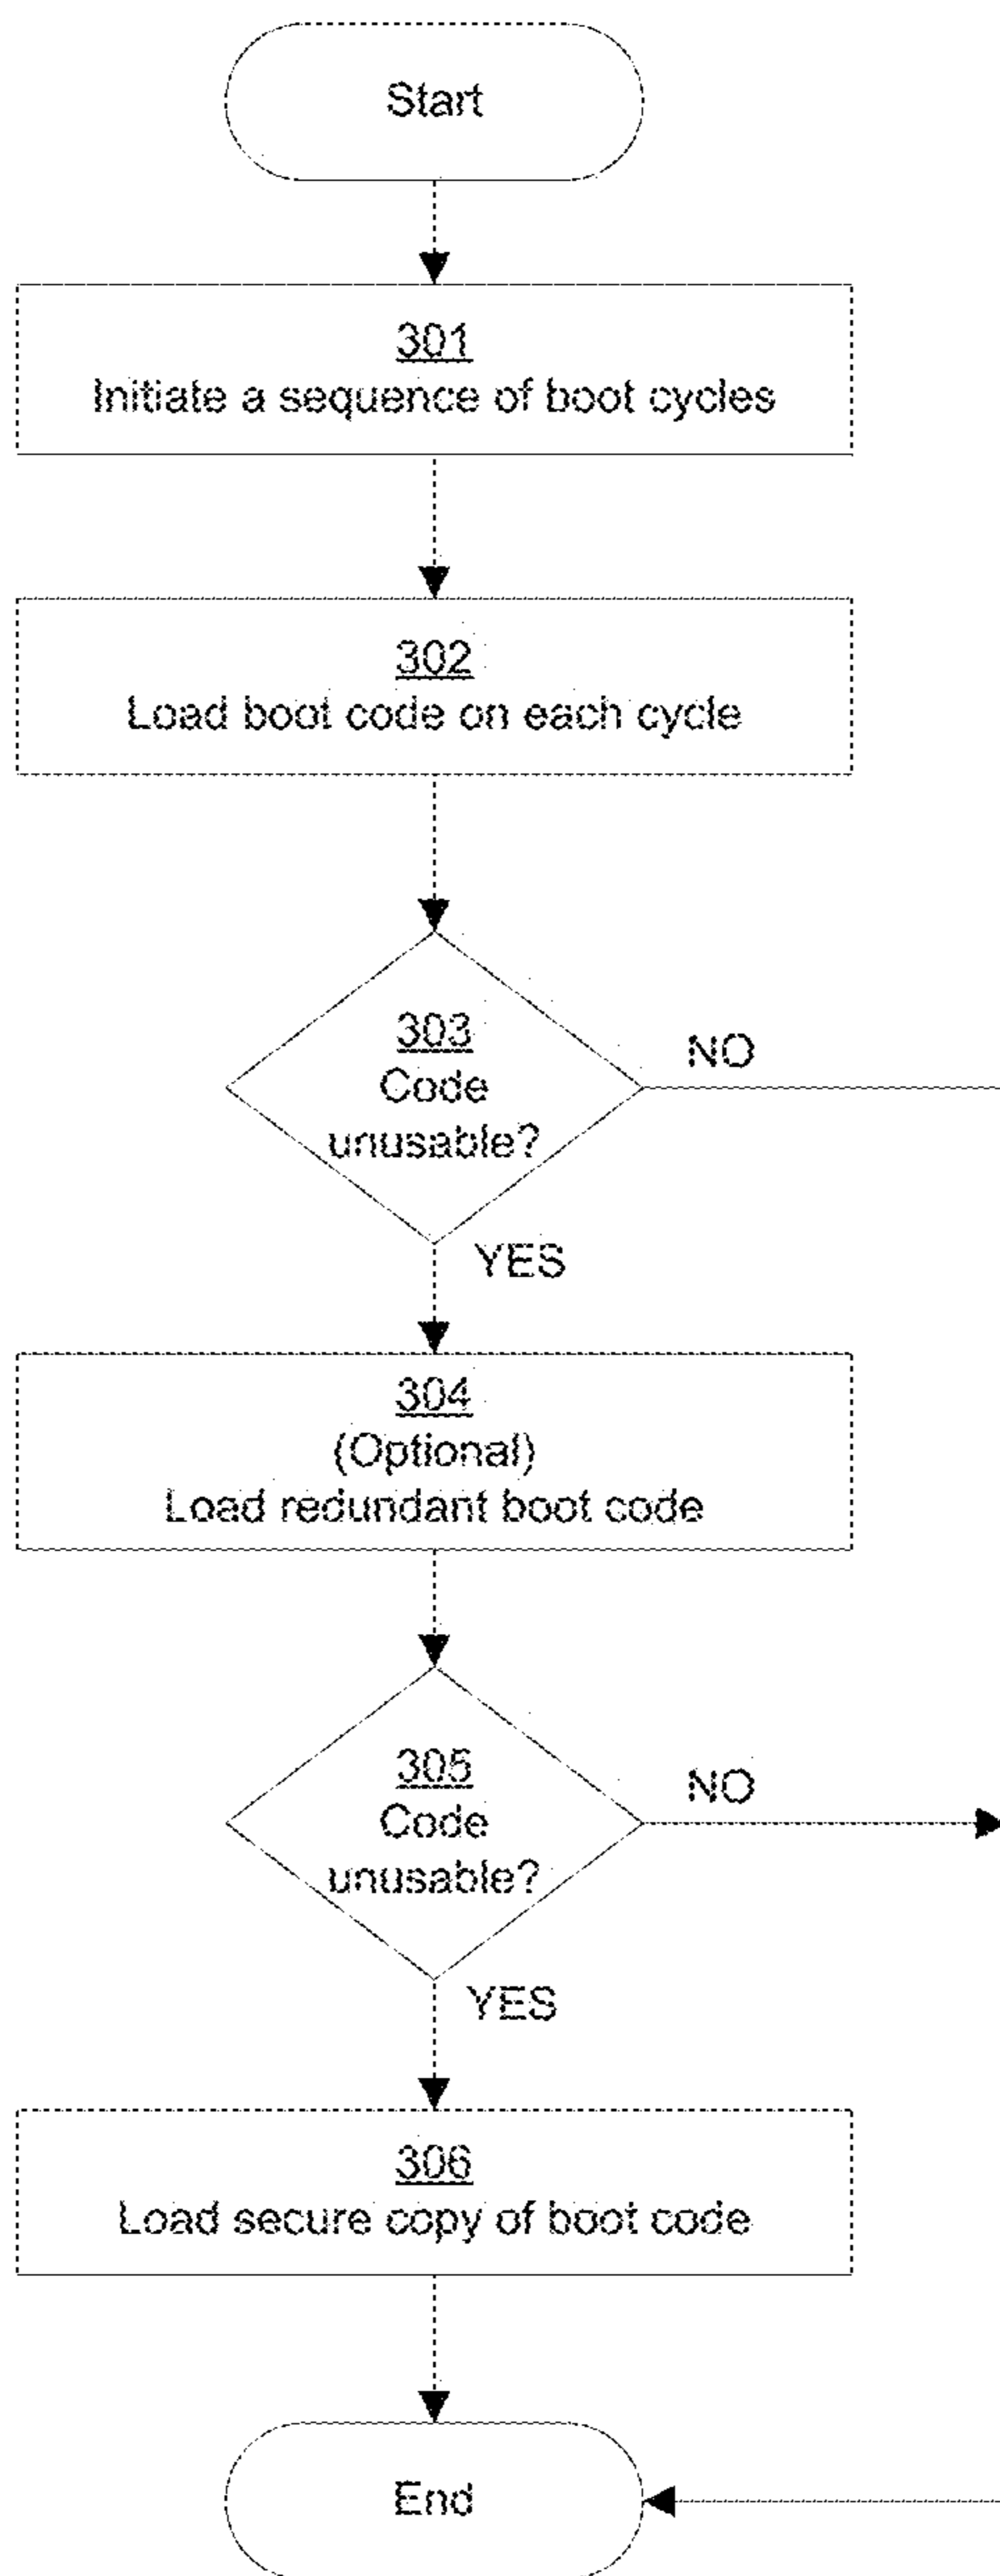 Start
301
Initiate a sequence of boot cycles
302
Load boot code on each cycle
303
Code
unusable?
NO
YES
304
(Optional)
Load redundant boot code
305
Code
unusable?
NO
YES
306
Load secure copy of boot code
End